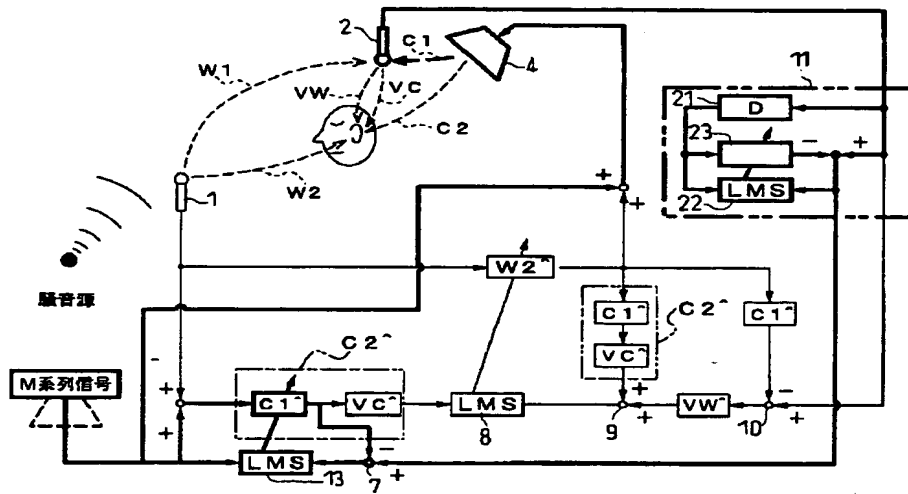 2
C1
4
W1
VW
VC
C2
11
21
D
23
−
+
LMS
22
W2
1
+
+
騒音源
W2^
C1^
C2^
C1^
VC^
−
C2^
M系列信号
+
+
C1^
VC^
LMS
8
+
+
9
VW^
−
+
10
LMS
13
−
+
7